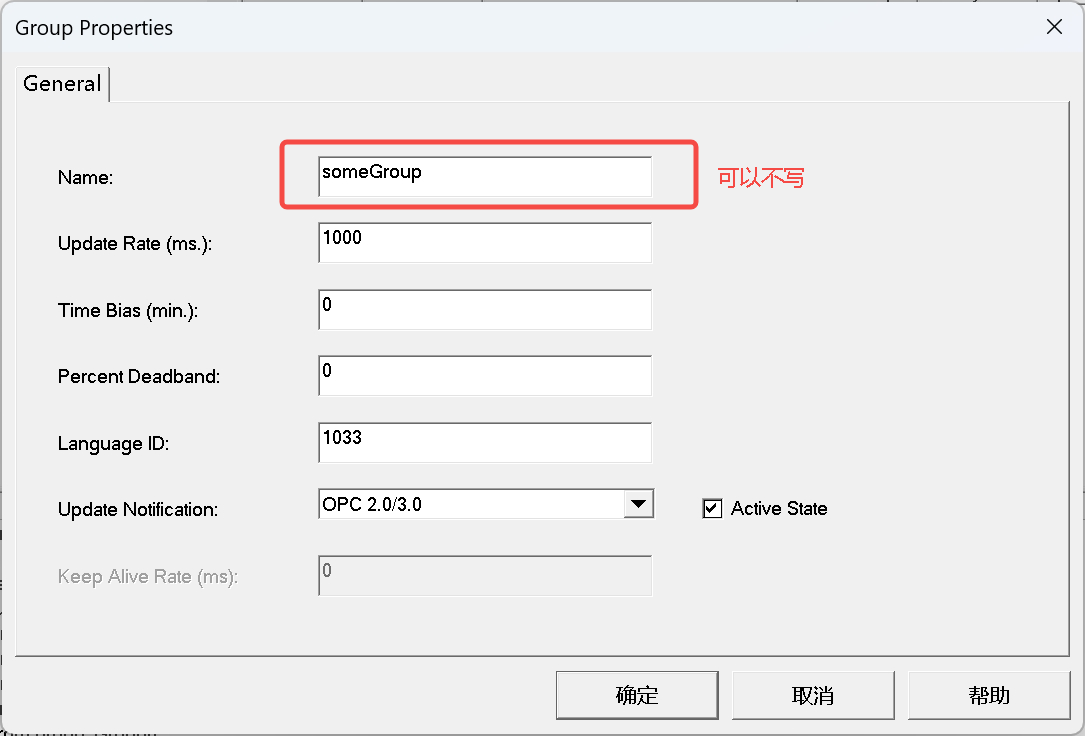 Group Properties
General
Name:
someGroup
可以不写
Update Rate (ms.):
1000
Time Bias (min.):
0
Percent Deadband:
0
Language ID:
1033
Update Notification:
OPC 2.0/3.0
Active State
Keep Alive Rate (ms):
0
确定
取消
帮助